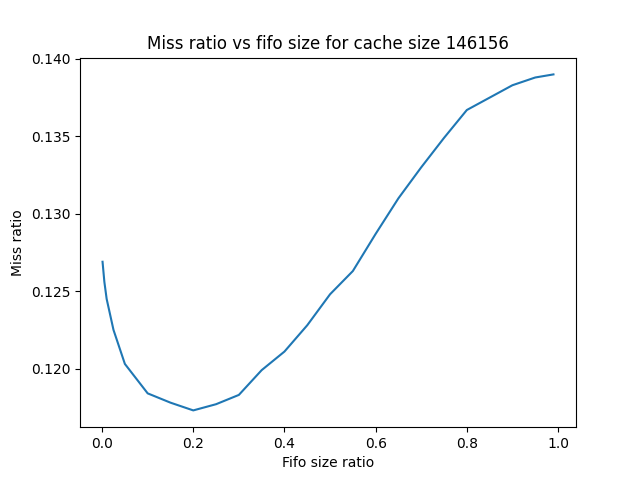 Miss ratio vs fifo size for cache size 146156
0.140
0.135
0.130
0.125
0.120
Miss ratio
0.0 0.2 0.4 0.6 0.8 1.0
Fifo size ratio